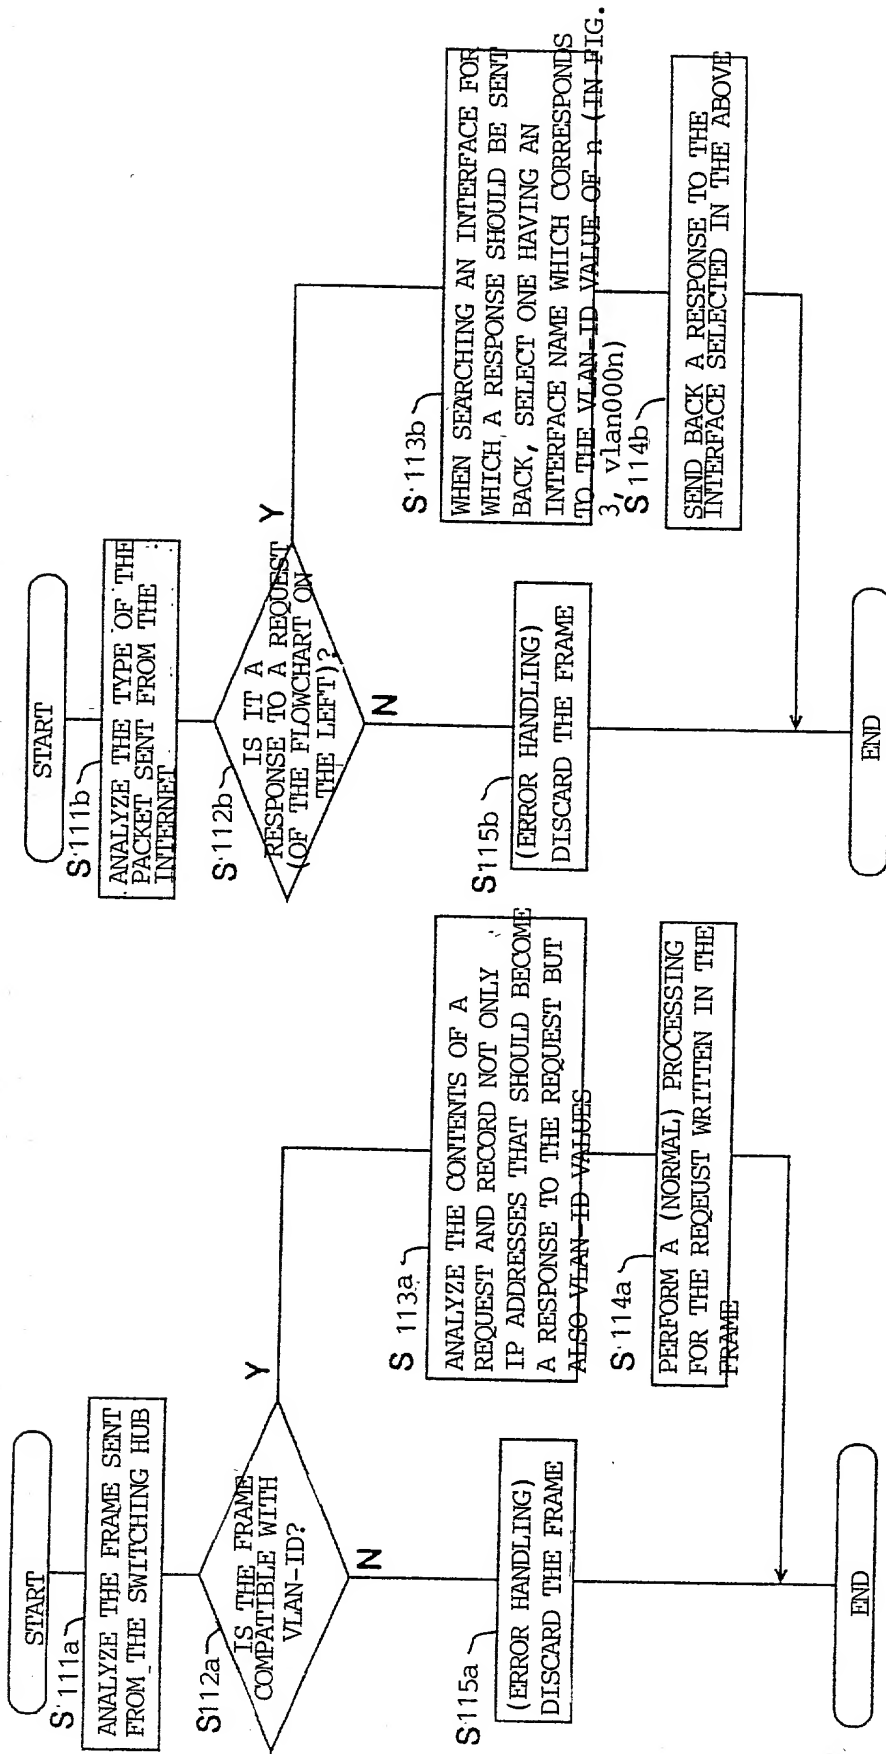 START
S111a
ANALYZE THE FRAME SENT
FROM THE SWITCHING HUB
S112a
IS THE FRAME
COMPATIBLE WITH
VLAN-ID?
Y
N
S 113a
ANALYZE THE CONTENTS OF A
REQUEST AND RECORD NOT ONLY
IP ADDRESSES THAT SHOULD BECOME
A RESPONSE TO THE REQUEST BUT
ALSO VLAN-ID VALUES
S114a
PERFORM A (NORMAL) PROCESSING
FOR THE REQEUST WRITTEN IN THE
FRAME
S115a
(ERROR HANDLING)
DISCARD THE FRAME
END
START
S111b
ANALYZE THE TYPE OF THE
PACKET SENT FROM THE
INTERNET
S112b
IS IT A
RESPONSE TO A REQUEST
(OF THE FLOWCHART ON
THE LEFT)?
Y
N
S113b
WHEN SEARCHING AN INTERFACE FOR
WHICH A RESPONSE SHOULD BE SENT
BACK, SELECT ONE HAVING AN
INTERFACE NAME WHICH CORRESPONDS
TO THE VLAN-ID VALUE OF n (IN FIG.
3, vlan000n)
S114b
SEND BACK A RESPONSE TO THE
INTERFACE SELECTED IN THE ABOVE
S115b
(ERROR HANDLING)
DISCARD THE FRAME
END